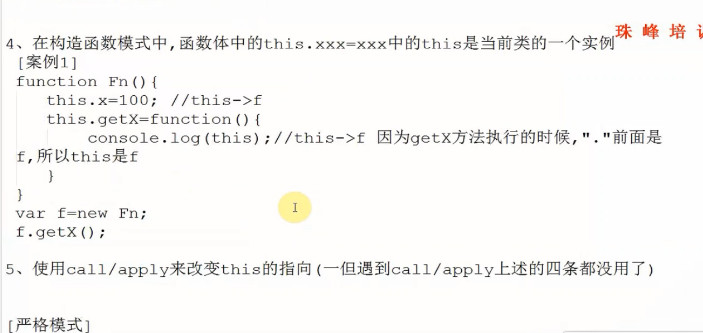 珠峰培
4、在构造函数模式中,函数体中的this.xxx=xxx中的this是当前类的一个实例
[案例1]
function Fn(){
this.x=100; //this->f
this.getX=function(){
console.log(this);//this->f 因为getX方法执行的时候,"."前面是
f,所以this是f
}
}
var f=new Fn;
f.getX();
5、使用call/apply来改变this的指向(一但遇到call/apply上述的四条都没用了)
[严格模式]